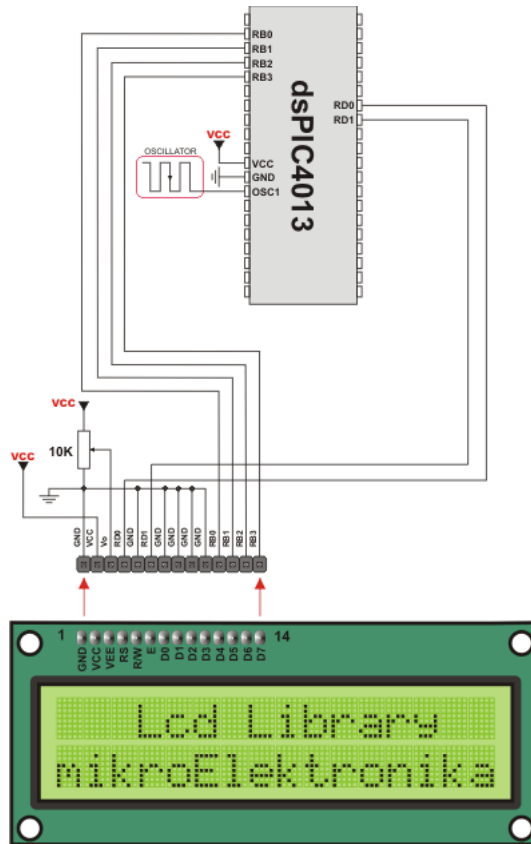 RB0
RB1
RB2
RB3
dsPIC4013
RD0
RD1
vcc
OSCILLATOR
VCC
GND
OSC1
vcc
10K
vcc
GND
VCC
Vo
RD0
GND
RD1
GND
GND
GND
GND
RB0
RB1
RB2
RB3
1
14
GND
VCC
VEE
RS
R/W
E
D0
D1
D2
D3
D4
D5
D6
D7
Lcd Library
mikroElektronika